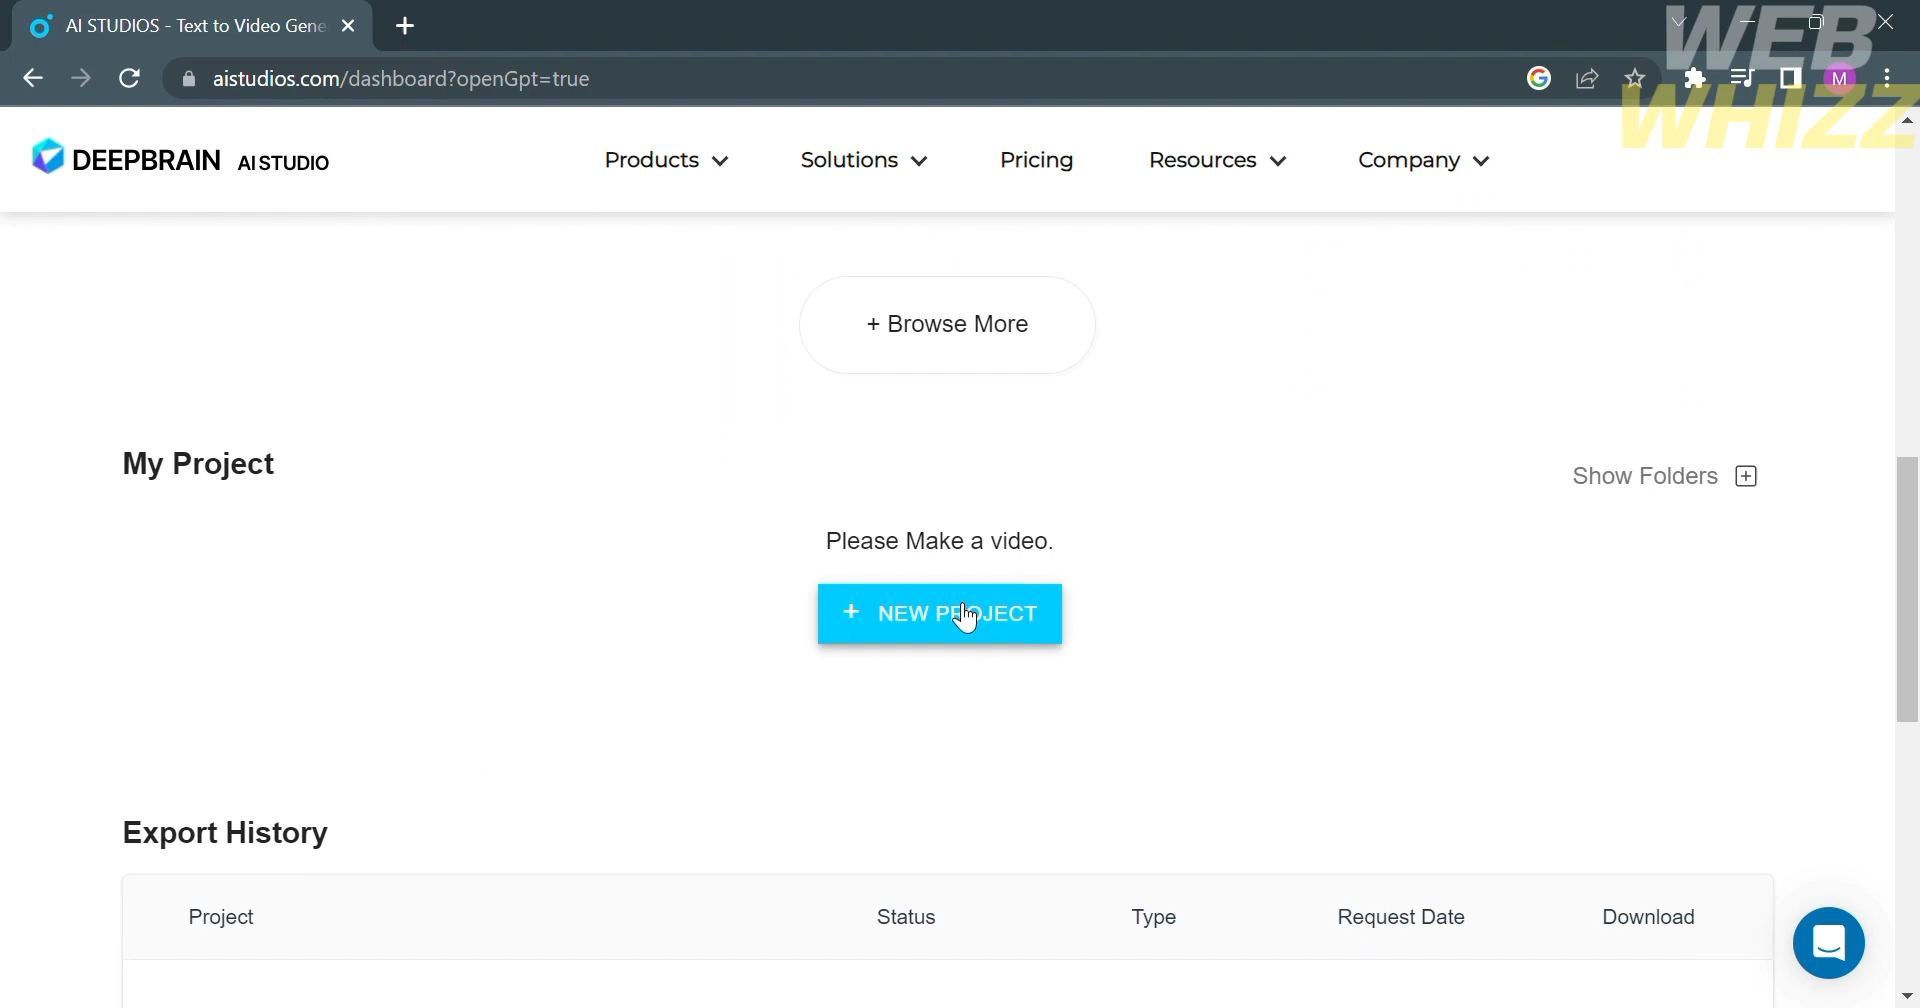 AI STUDIOS - Text to Video Gene
aistudios.com/dashboard?openGpt=true
M
WEB
WHIZZ
DEEPBRAIN AI STUDIO
Products
Solutions
Pricing
Resources
Company
+ Browse More
My Project
Show Folders
Please Make a video.
+ NEW PROJECT
Export History
Project
Status
Type
Request Date
Download